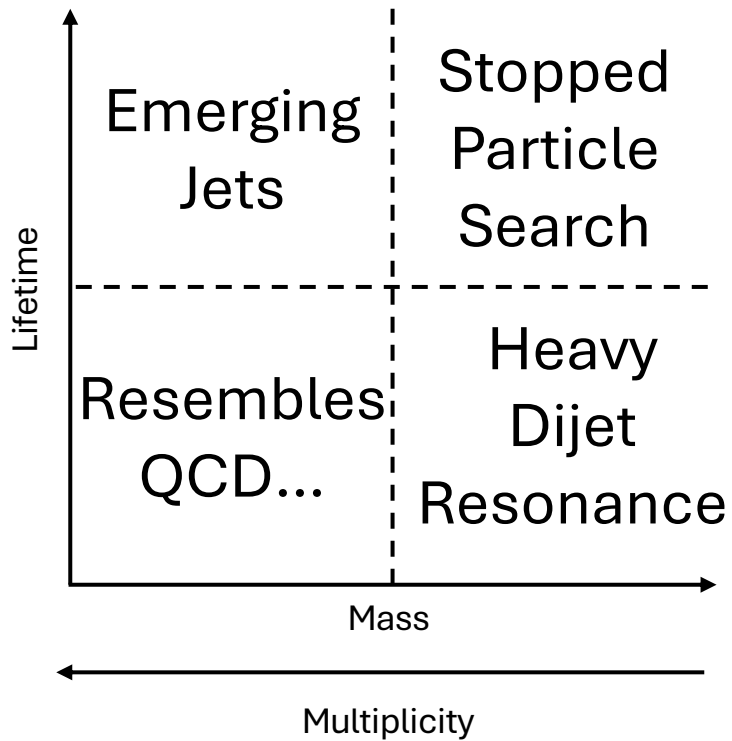 Emerging
Jets
Stopped
Particle
Search
Lifetime
Resembles
QCD...
Heavy
Dijet
Resonance
Mass
Multiplicity